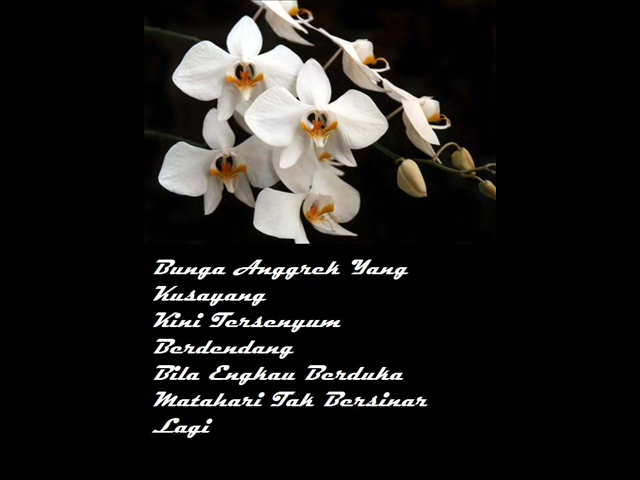 Bunga Anggrek Yang
Kusayang
Kini Tersenyum
Berdendang
Bila Engkau Berduka
Matahari Tak Bersinar
Lagi